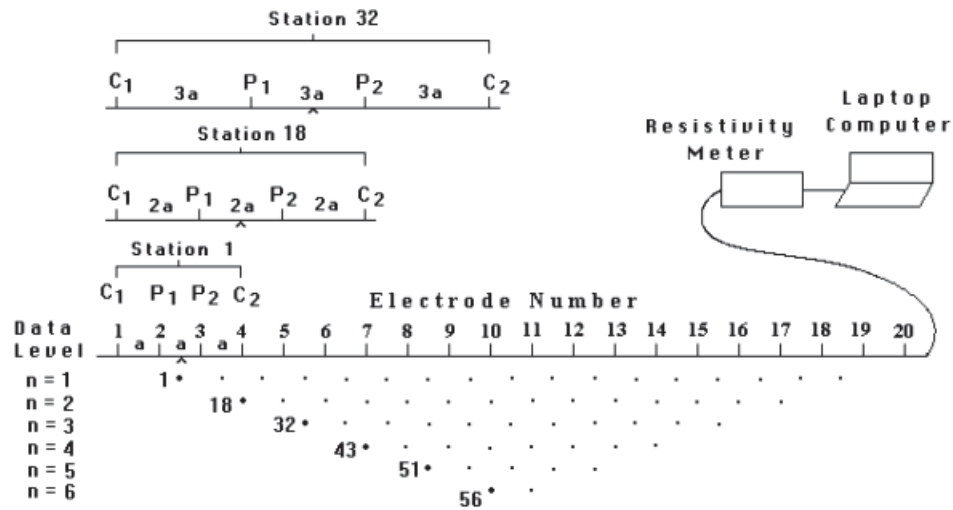 Station 32
C1 P1 P2 C2
3a 3a 3a
Station 18
C1 P1 P2 C2
2a 2a 2a
Station 1
C1 P1 P2 C2
Resistivity Meter
Laptop Computer
Electrode Number
Data Level
1 2 3 4 5 6 7 8 9 10 11 12 13 14 15 16 17 18 19 20
a a a
n = 1 1
n = 2 18
n = 3 32
n = 4 43
n = 5 51
n = 6 56